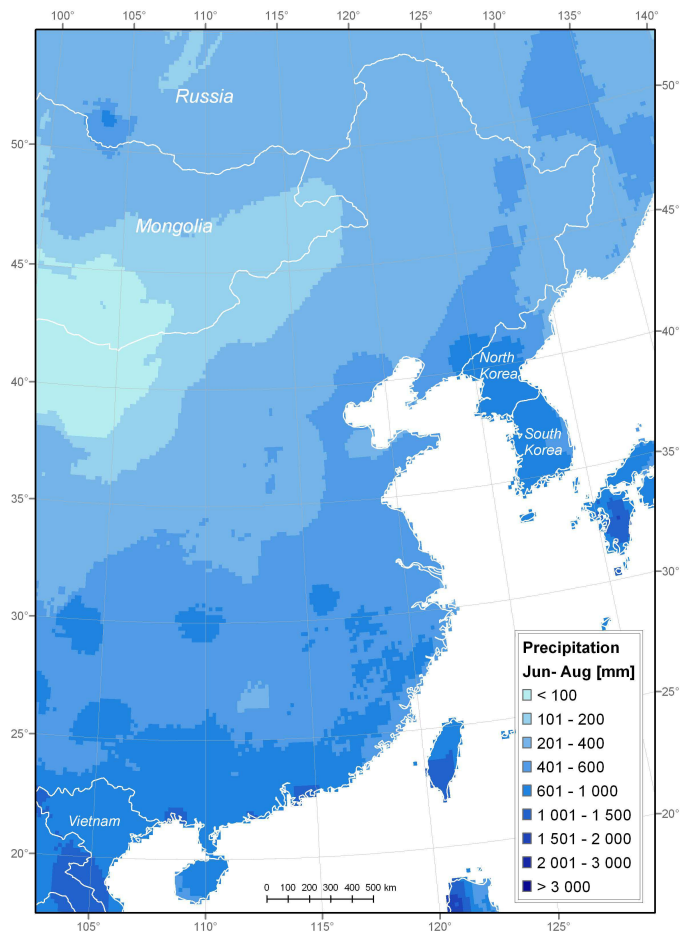 100° 105° 110° 115° 120° 125° 130° 135° 140°
Russia
50°
50°
Mongolia
45°
45°
40°
North
Korea
40°
South
Korea
35°
35°
30°
30°
Precipitation
Jun- Aug [mm]
< 100
101 - 200
201 - 400
401 - 600
601 - 1 000
1 001 - 1 500
1 501 - 2 000
2 001 - 3 000
> 3 000
25°
25°
Vietnam
20°
20°
0 100 200 300 400 500 km
105° 110° 115° 120° 125°